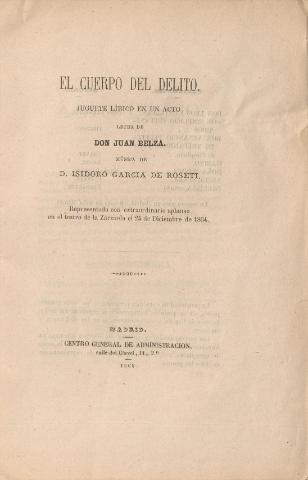 EL CUERPO DEL DELITO,
JUGUETE LÍRICO EN UN ACTO,
LETRA DE
DON JUAN BELZA.
MÚSICA DE
D. ISIDORO GARCIA DE ROSETI,
Representado con extraordinario aplauso
en el teatro de la Zarzuela el 24 de Diciembre de 1864.
MADRID.
CENTRO GENERAL DE ADMINISTRACION,
calle del Clavel, 11, 2.º